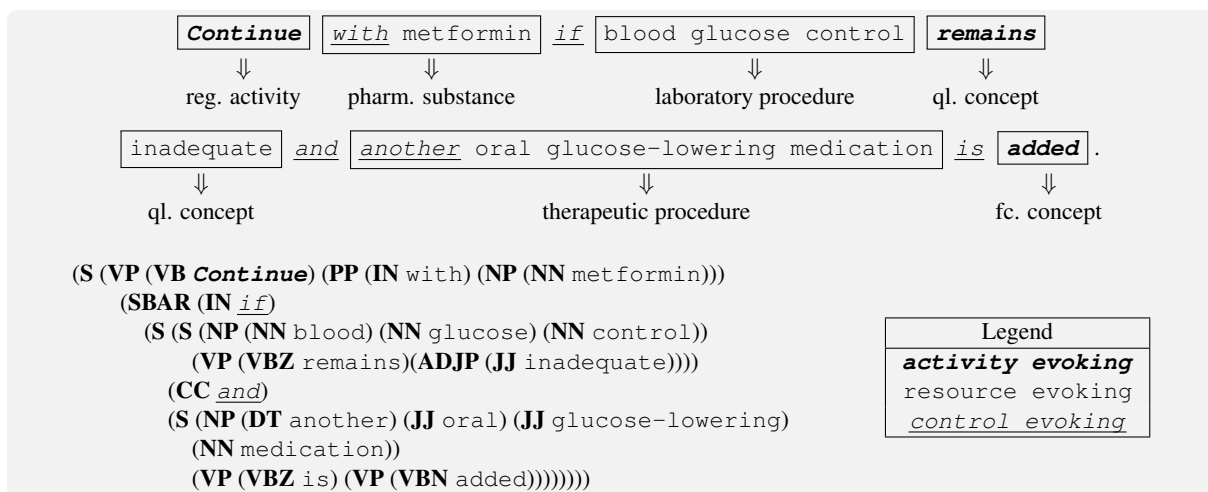 Continue with metformin if blood glucose control remains
⇓ ⇓ ⇓ ⇓
reg. activity pharm. substance laboratory procedure ql. concept
inadequate and another oral glucose-lowering medication is added .
⇓ ⇓ ⇓
ql. concept therapeutic procedure fc. concept
(S (VP (VB Continue) (PP (IN with) (NP (NN metformin)))
(SBAR (IN if)
(S (S (NP (NN blood) (NN glucose) (NN control))
(VP (VBZ remains)(ADJP (JJ inadequate))))
(CC and)
(S (NP (DT another) (JJ oral) (JJ glucose-lowering)
(NN medication))
(VP (VBZ is) (VP (VBN added))))))))
Legend
activity evoking
resource evoking
control evoking